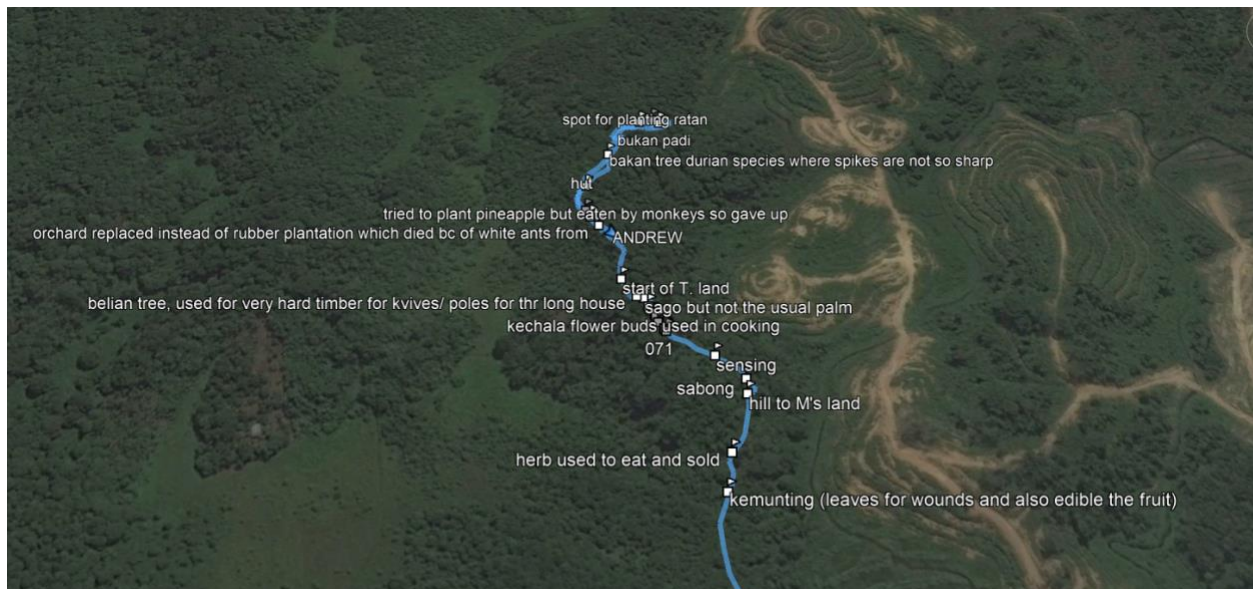 spot for planting ratan
bukan padi
bakan tree durian species where spikes are not so sharp
hut
tried to plant pineapple but eaten by monkeys so gave up
orchard replaced instead of rubber plantation which died bc of white ants from
ANDREW
start of T. land
belian tree, used for very hard timber for kvives/ poles for thr long house
sago but not the usual palm
kechala flower buds used in cooking
071
sensing
sabong
hill to M's land
herb used to eat and sold
kemunting (leaves for wounds and also edible the fruit)